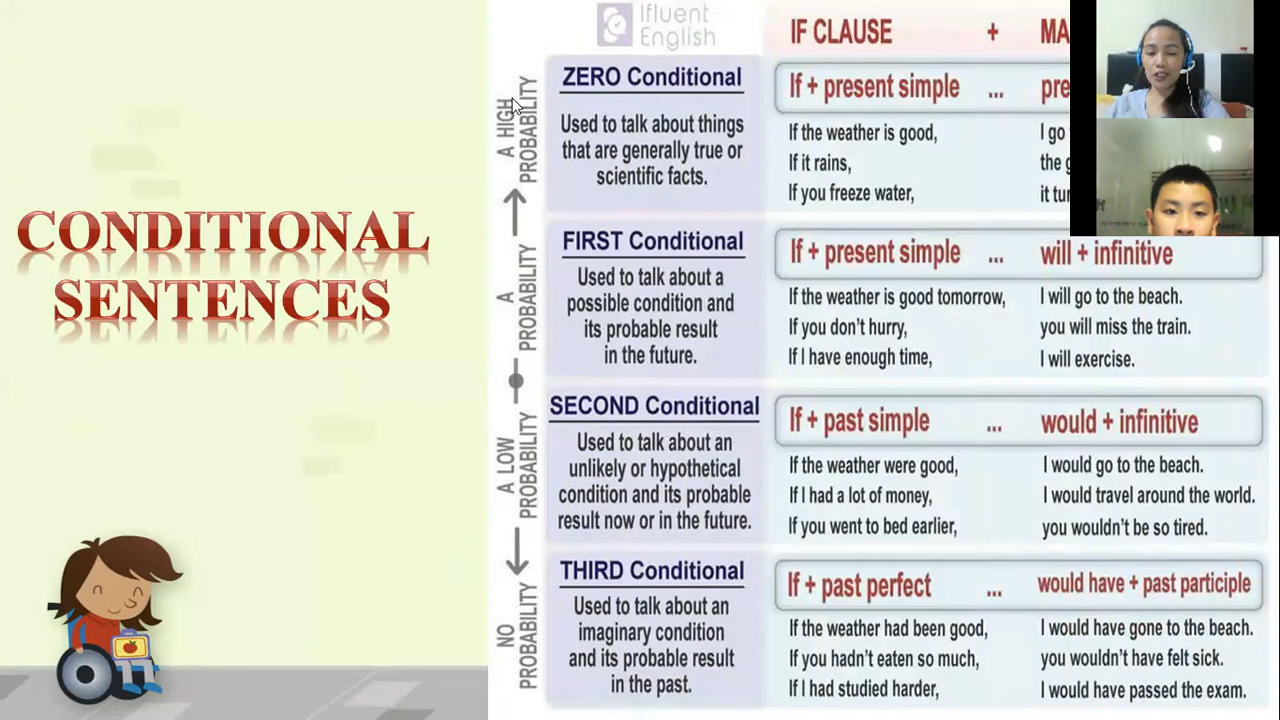 CONDITIONAL
SENTENCES
Ifluent
English
IF CLAUSE + MA
A HIGH
PROBABILITY
A
PROBABILITY
A LOW
PROBABILITY
NO
PROBABILITY
ZERO Conditional
Used to talk about things
that are generally true or
scientific facts.
If + present simple ... pre
If the weather is good, I go
If it rains, the g
If you freeze water, it tur
FIRST Conditional
Used to talk about a
possible condition and
its probable result
in the future.
If + present simple ... will + infinitive
If the weather is good tomorrow, I will go to the beach.
If you don't hurry, you will miss the train.
If I have enough time, I will exercise.
SECOND Conditional
Used to talk about an
unlikely or hypothetical
condition and its probable
result now or in the future.
If + past simple ... would + infinitive
If the weather were good, I would go to the beach.
If I had a lot of money, I would travel around the world.
If you went to bed earlier, you wouldn't be so tired.
THIRD Conditional
Used to talk about an
imaginary condition
and its probable result
in the past.
If + past perfect ... would have + past participle
If the weather had been good, I would have gone to the beach.
If you hadn't eaten so much, you wouldn't have felt sick.
If I had studied harder, I would have passed the exam.